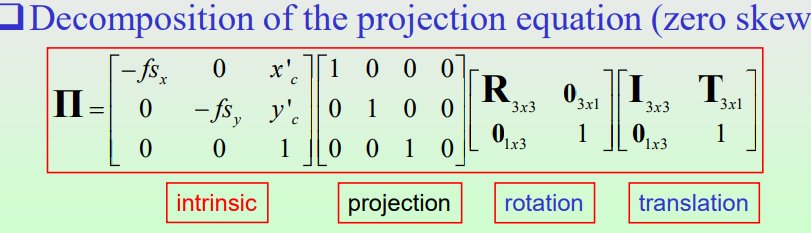 Decomposition of the projection equation (zero skew
Π = [ -fsₓ 0 x'_c ; 0 -fs_y y'_c ; 0 0 1 ] [ 1 0 0 0 ; 0 1 0 0 ; 0 0 1 0 ] [ R_3x3 0_3x1 ; 0_1x3 1 ] [ I_3x3 T_3x1 ; 0_1x3 1 ]
intrinsic projection rotation translation